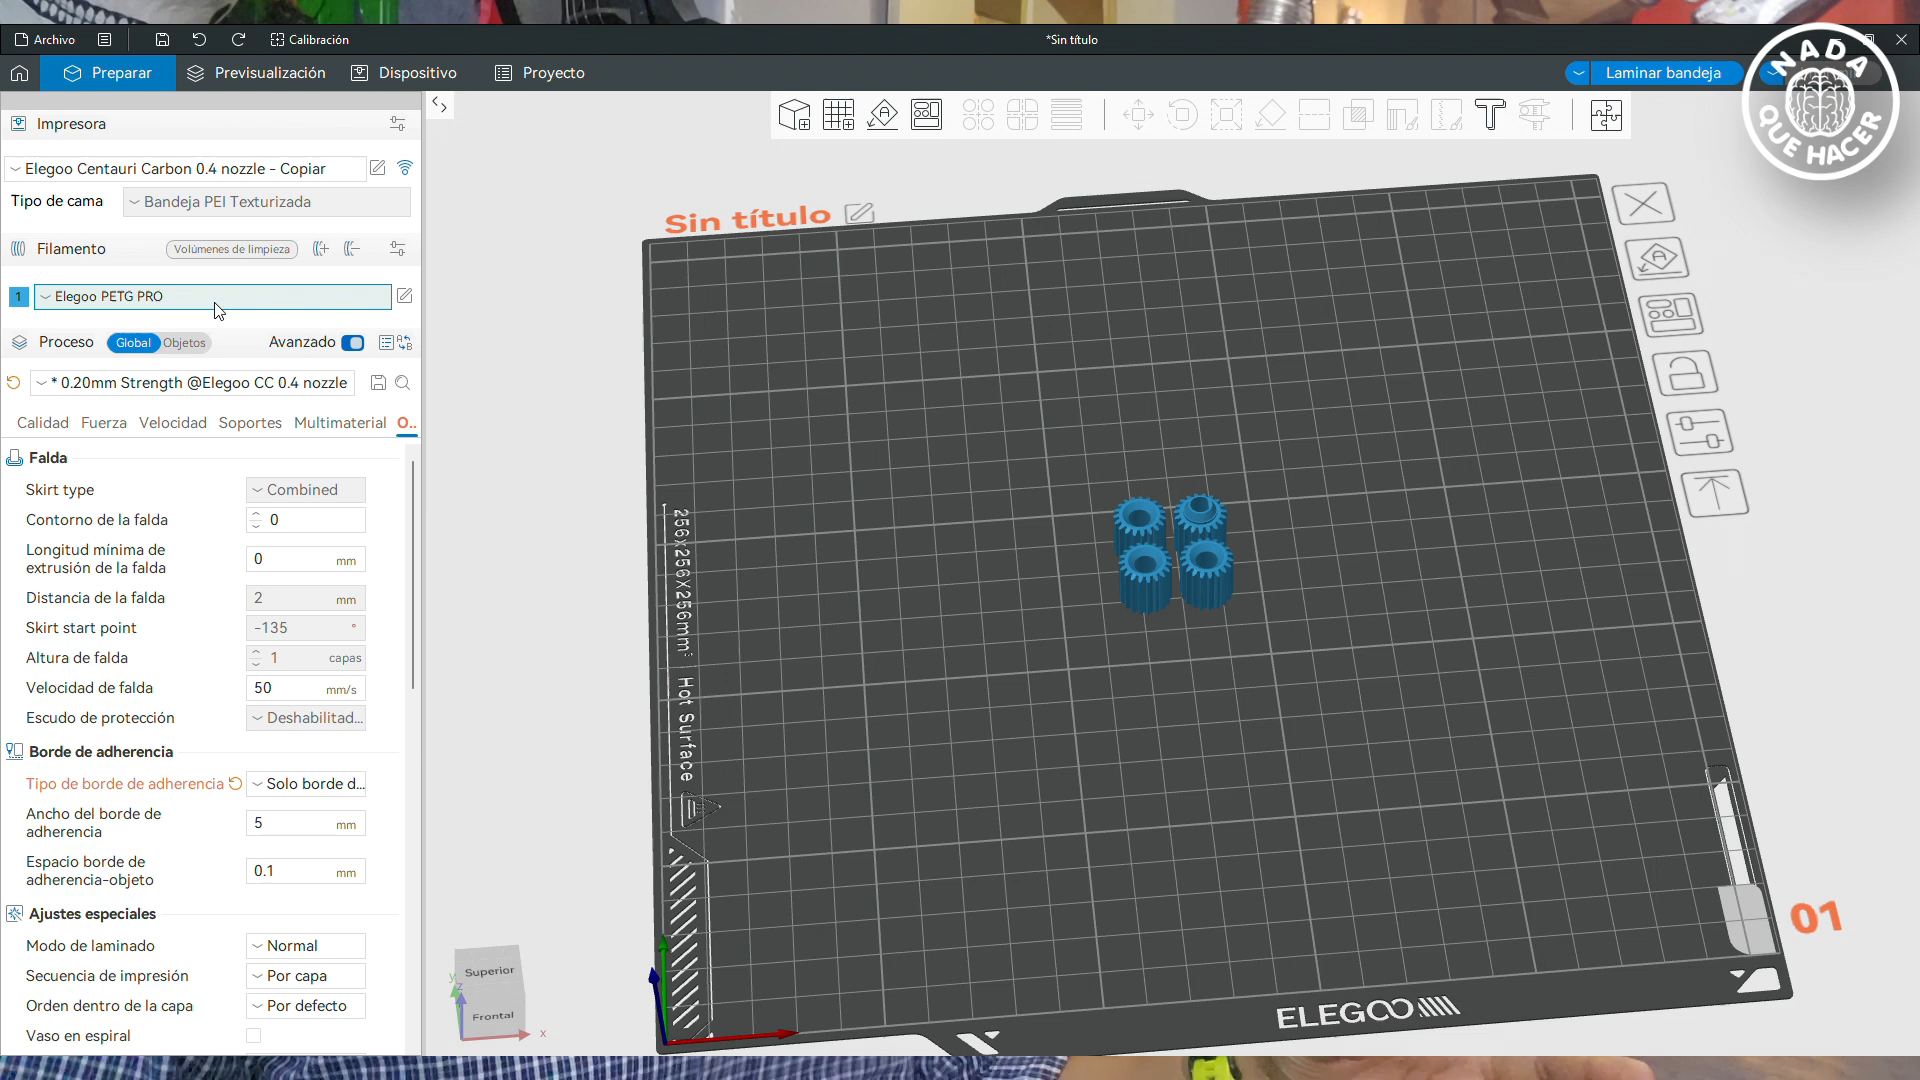 Archivo
Calibración
*Sin título
Preparar
Previsualización
Dispositivo
Proyecto
Laminar bandeja
NADA
QUE HACER
Impresora
Elegoo Centauri Carbon 0.4 nozzle - Copiar
Tipo de cama
Bandeja PEI Texturizada
Filamento
Volúmenes de limpieza
1
Elegoo PETG PRO
Proceso
Global
Objetos
Avanzado
* 0.20mm Strength @Elegoo CC 0.4 nozzle
Calidad
Fuerza
Velocidad
Soportes
Multimaterial
O..
Falda
Skirt type
Combined
Contorno de la falda
0
Longitud mínima de
extrusión de la falda
0 mm
Distancia de la falda
2 mm
Skirt start point
-135 °
Altura de falda
1 capas
Velocidad de falda
50 mm/s
Escudo de protección
Deshabilitad...
Borde de adherencia
Tipo de borde de adherencia
Solo borde d...
Ancho del borde de
adherencia
5 mm
Espacio borde de
adherencia-objeto
0.1 mm
Ajustes especiales
Modo de laminado
Normal
Secuencia de impresión
Por capa
Orden dentro de la capa
Por defecto
Vaso en espiral
Sin título
256X256X256mm³
Hot Surface
ELEGOO
01
Superior
Frontal
x
y
z